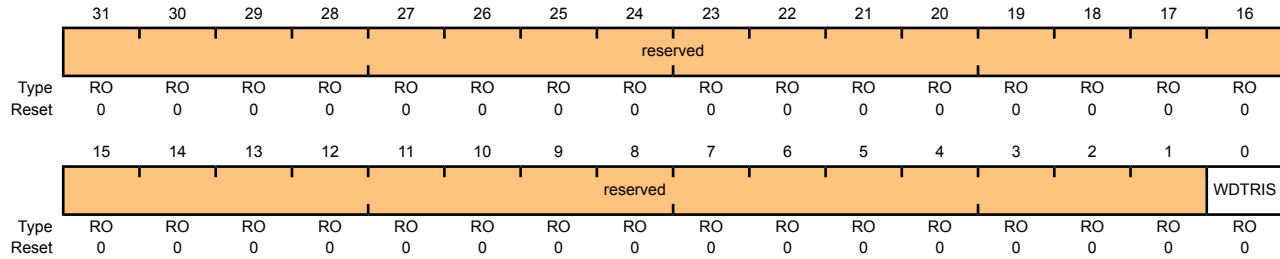 31 30 29 28 27 26 25 24 23 22 21 20 19 18 17 16
reserved
Type RO RO RO RO RO RO RO RO RO RO RO RO RO RO RO RO
Reset 0 0 0 0 0 0 0 0 0 0 0 0 0 0 0 0
15 14 13 12 11 10 9 8 7 6 5 4 3 2 1 0
reserved WDTRIS
Type RO RO RO RO RO RO RO RO RO RO RO RO RO RO RO RO
Reset 0 0 0 0 0 0 0 0 0 0 0 0 0 0 0 0